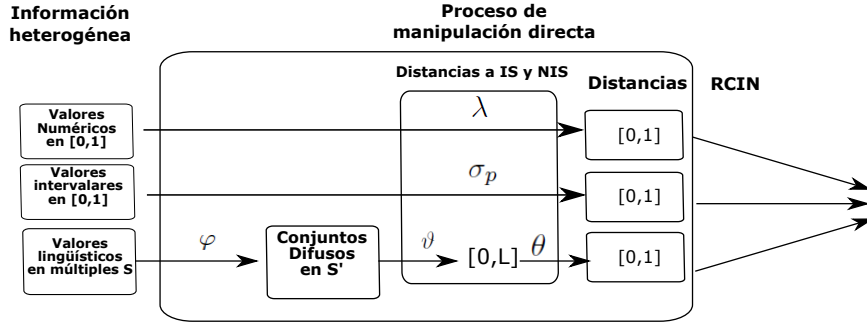 Información
heterogénea
Proceso de
manipulación directa
Distancias a IS y NIS
Distancias
RCIN
Valores
Numéricos
en [0,1]
λ
[0,1]
Valores
intervalares
en [0,1]
σp
[0,1]
Valores
lingüísticos
en múltiples S
φ
Conjuntos
Difusos
en S'
ϑ
[0,L]
θ
[0,1]